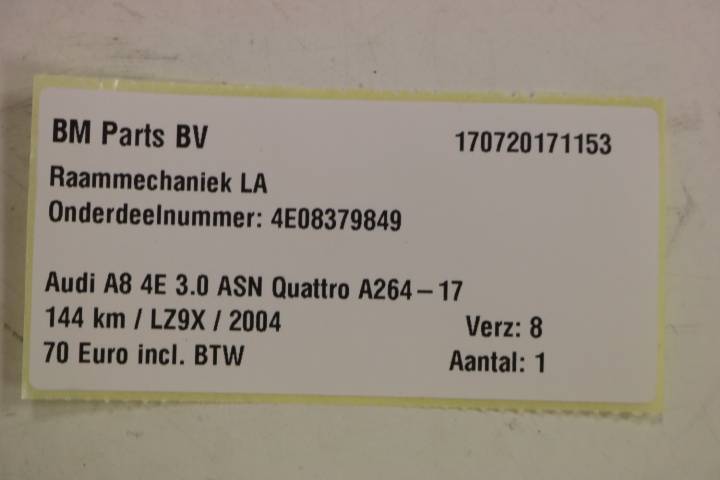 BM Parts BV 170720171153
Raammechaniek LA
Onderdeelnummer: 4E08379849
Audi A8 4E 3.0 ASN Quattro A264-17
144 km / LZ9X / 2004 Verz: 8
70 Euro incl. BTW Aantal: 1